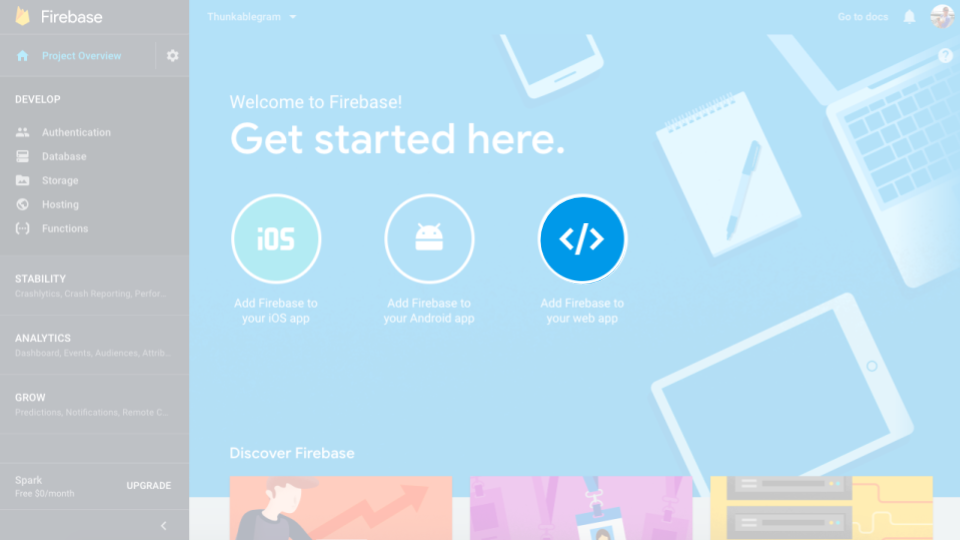 Firebase
Thunkablegram
Go to docs
Project Overview
?
DEVELOP
Authentication
Database
Storage
Hosting
Functions
STABILITY
Crashlytics, Crash Reporting, Perfor...
ANALYTICS
Dashboard, Events, Audiences, Attrib...
GROW
Predictions, Notifications, Remote C...
Spark
Free $0/month
UPGRADE
Welcome to Firebase!
Get started here.
iOS
</>
Add Firebase to
your iOS app
Add Firebase to
your Android app
Add Firebase to
your web app
Discover Firebase